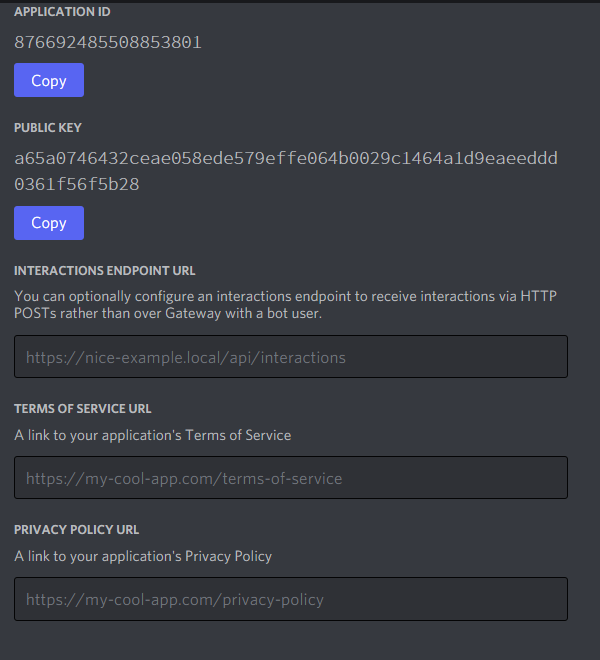 APPLICATION ID
876692485508853801
Copy
PUBLIC KEY
a65a0746432ceae058ede579effe064b0029c1464a1d9eaeeddd
0361f56f5b28
Copy
INTERACTIONS ENDPOINT URL
You can optionally configure an interactions endpoint to receive interactions via HTTP
POSTs rather than over Gateway with a bot user.
https://nice-example.local/api/interactions
TERMS OF SERVICE URL
A link to your application's Terms of Service
https://my-cool-app.com/terms-of-service
PRIVACY POLICY URL
A link to your application's Privacy Policy
https://my-cool-app.com/privacy-policy